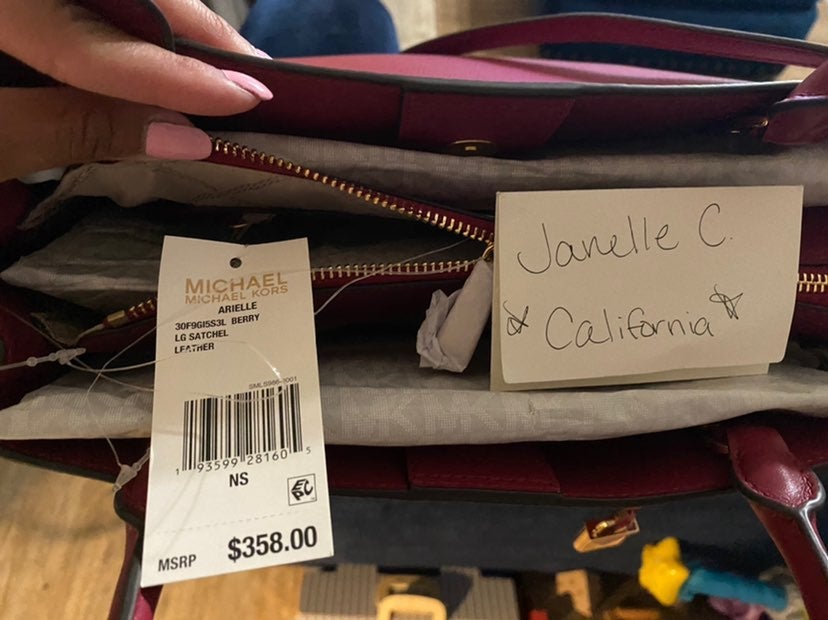 MICHAEL
MICHAEL KORS
ARIELLE
30F9GI5S3L BERRY
LG SATCHEL
LEATHER
1 93599 28160 5
NS
MSRP $358.00
Janelle C.
California